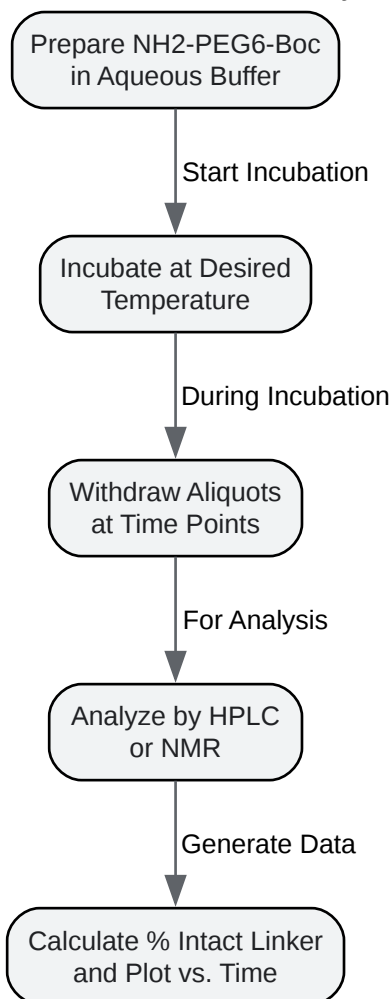 Prepare NH2-PEG6-Boc
in Aqueous Buffer
Start Incubation
Incubate at Desired
Temperature
During Incubation
Withdraw Aliquots
at Time Points
For Analysis
Analyze by HPLC
or NMR
Generate Data
Calculate % Intact Linker
and Plot vs. Time